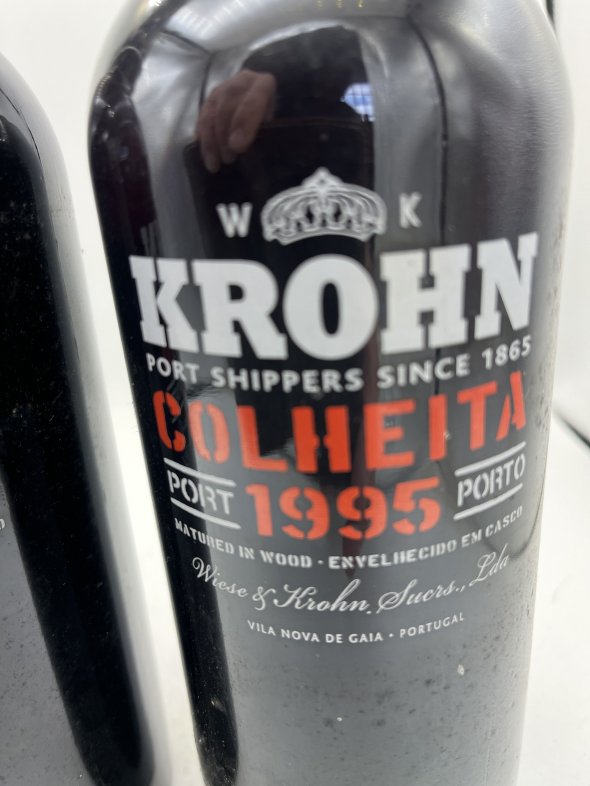 W K
KROHN
PORT SHIPPERS SINCE 1865
COLHEITA
PORT 1995 PORTO
MATURED IN WOOD · ENVELHECIDO EM CASCO
Wiese & Krohn, Sucrs., Lda
VILA NOVA DE GAIA • PORTUGAL